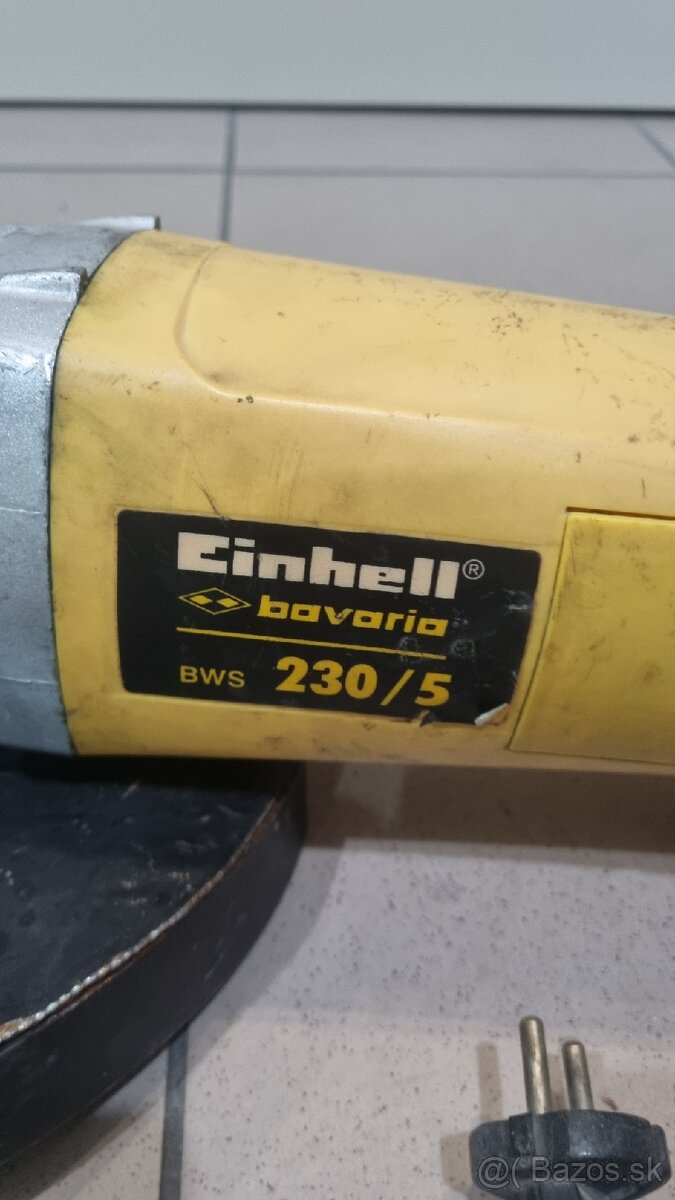 Einhell®
bavaria
BWS 230/5
@( Bazos.sk